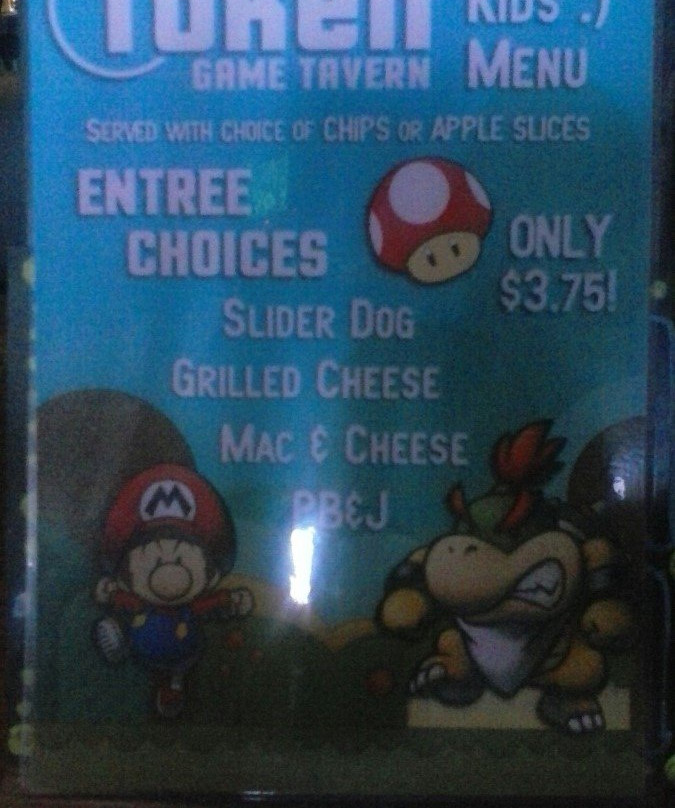 Token
GAME TAVERN
KIDS :)
MENU
SERVED WITH CHOICE OF CHIPS OR APPLE SLICES
ENTREE
CHOICES
ONLY
$3.75!
SLIDER DOG
GRILLED CHEESE
MAC & CHEESE
PB&J
M